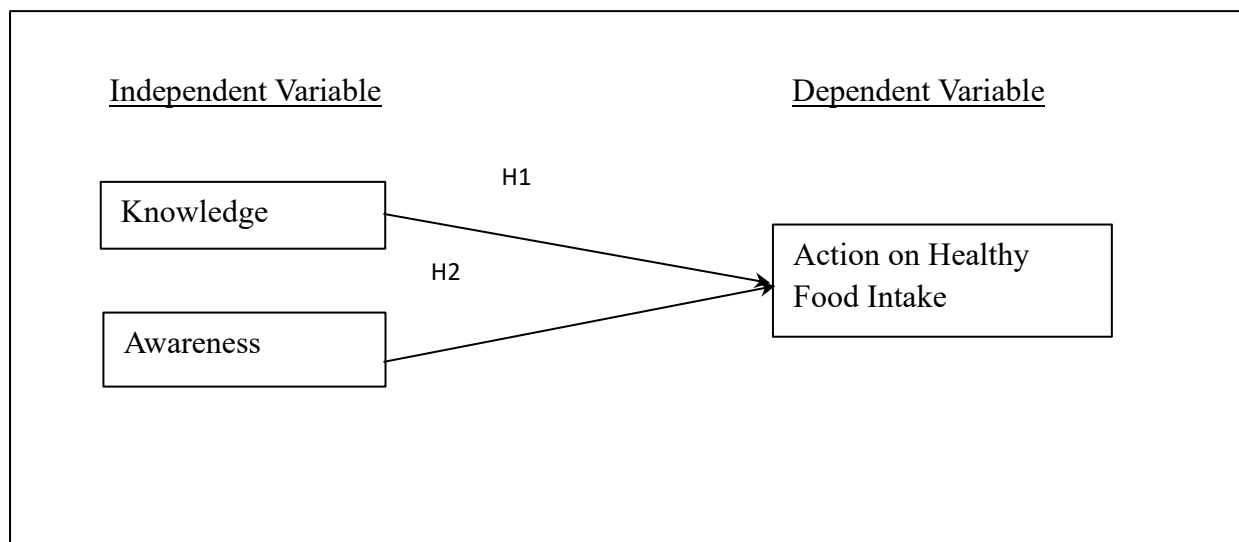 Independent Variable
Dependent Variable
H1
Knowledge
H2
Action on Healthy
Food Intake
Awareness